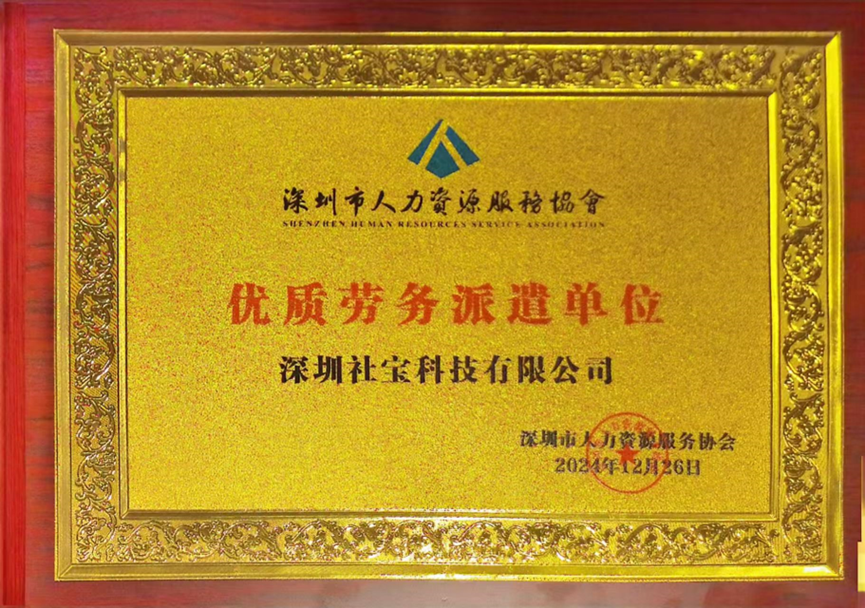 深圳市人力資源服務協會
SHENZHEN HUMAN RESOURCES SERVICE ASSOCIATION
优质劳务派遣单位
深圳社宝科技有限公司
深圳市人力资源服务协会
2024年12月26日